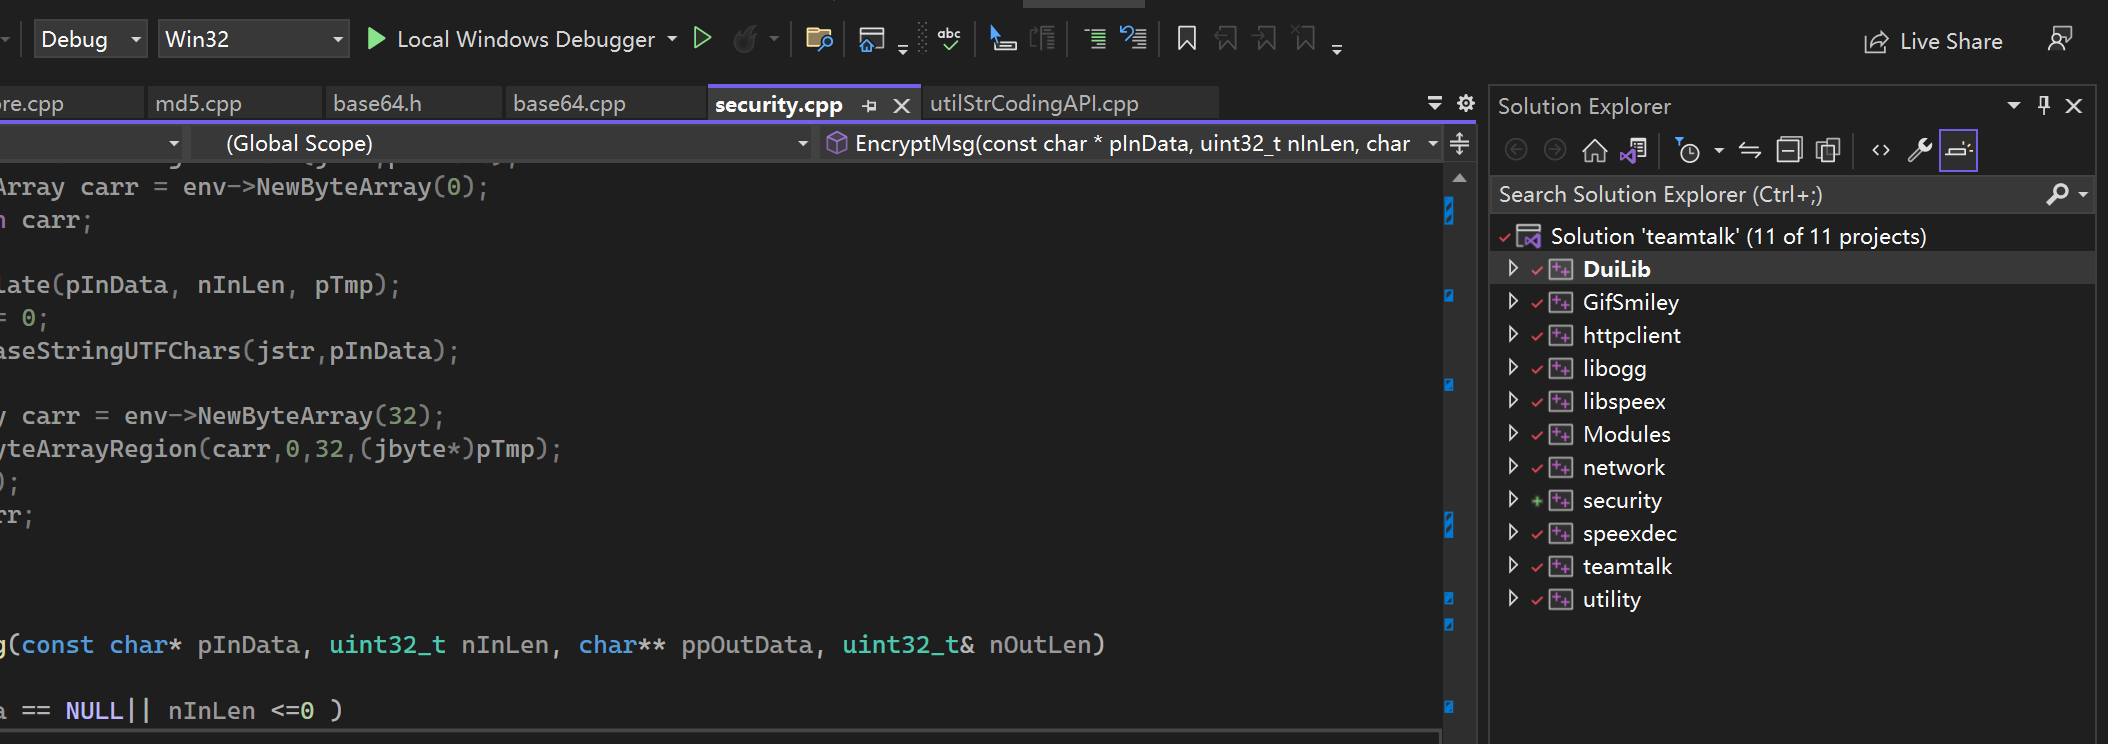 Debug Win32 Local Windows Debugger abc Live Share
re.cpp md5.cpp base64.h base64.cpp security.cpp utilStrCodingAPI.cpp
(Global Scope) EncryptMsg(const char * pInData, uint32_t nInLen, char
Array carr = env->NewByteArray(0);
carr;
late(pInData, nInLen, pTmp);
= 0;
aseStringUTFChars(jstr,pInData);
y carr = env->NewByteArray(32);
yteArrayRegion(carr,0,32,(jbyte*)pTmp);
);
rr;
g(const char* pInData, uint32_t nInLen, char** ppOutData, uint32_t& nOutLen)
a == NULL|| nInLen <=0 )
Solution Explorer
Search Solution Explorer (Ctrl+;)
Solution 'teamtalk' (11 of 11 projects)
DuiLib
GifSmiley
httpclient
libogg
libspeex
Modules
network
security
speexdec
teamtalk
utility